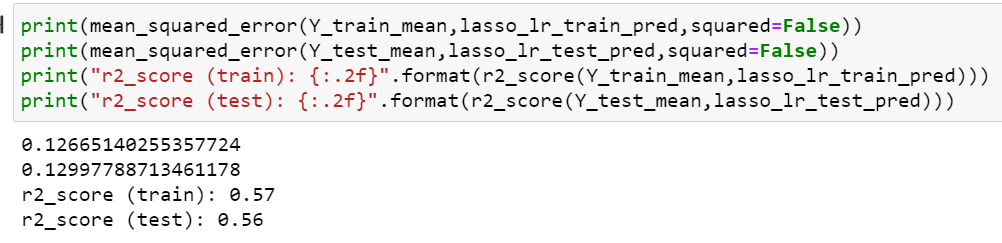 print(mean_squared_error(Y_train_mean,lasso_lr_train_pred,squared=False))
print(mean_squared_error(Y_test_mean,lasso_lr_test_pred,squared=False))
print("r2_score (train): {:.2f}".format(r2_score(Y_train_mean,lasso_lr_train_pred)))
print("r2_score (test): {:.2f}".format(r2_score(Y_test_mean,lasso_lr_test_pred)))
0.12665140255357724
0.12997788713461178
r2_score (train): 0.57
r2_score (test): 0.56